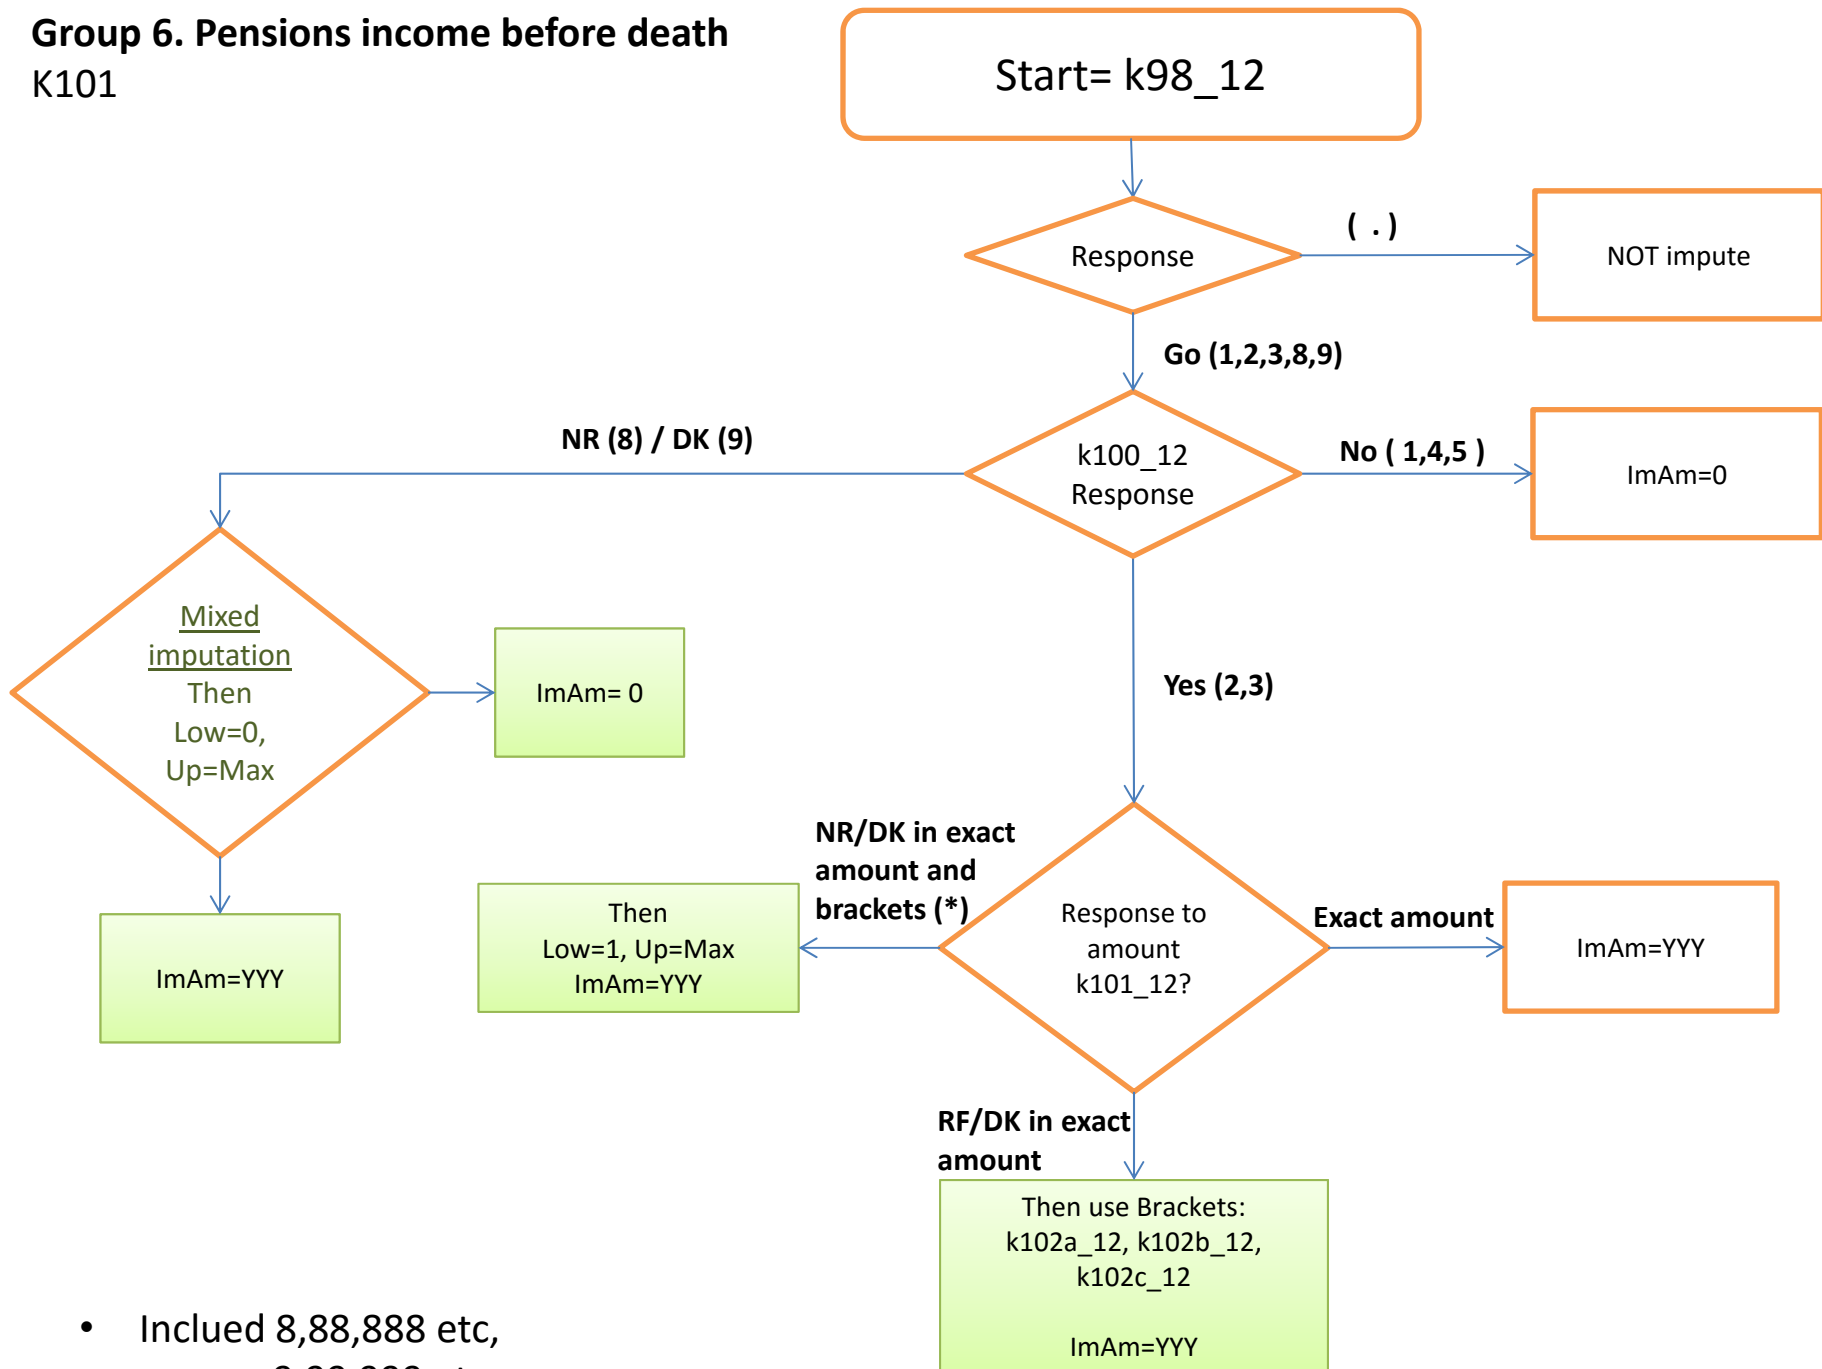 Group 6. Pensions income before death
K101
Start= k98_12
Response
( . )
NOT impute
Go (1,2,3,8,9)
NR (8) / DK (9)
k100_12
Response
No ( 1,4,5 )
ImAm=0
Mixed
imputation
Then
Low=0,
Up=Max
ImAm= 0
Yes (2,3)
ImAm=YYY
NR/DK in exact
amount and
brackets (*)
Then
Low=1, Up=Max
ImAm=YYY
Response to
amount
k101_12?
Exact amount
ImAm=YYY
RF/DK in exact
amount
Then use Brackets:
k102a_12, k102b_12,
k102c_12
ImAm=YYY
• Inclued 8,88,888 etc,